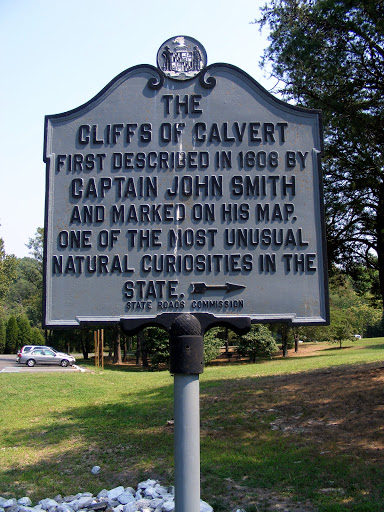 THE
CLIFFS OF CALVERT
FIRST DESCRIBED IN 1608 BY
CAPTAIN JOHN SMITH
AND MARKED ON HIS MAP.
ONE OF THE MOST UNUSUAL
NATURAL CURIOSITIES IN THE
STATE.
STATE ROADS COMMISSION